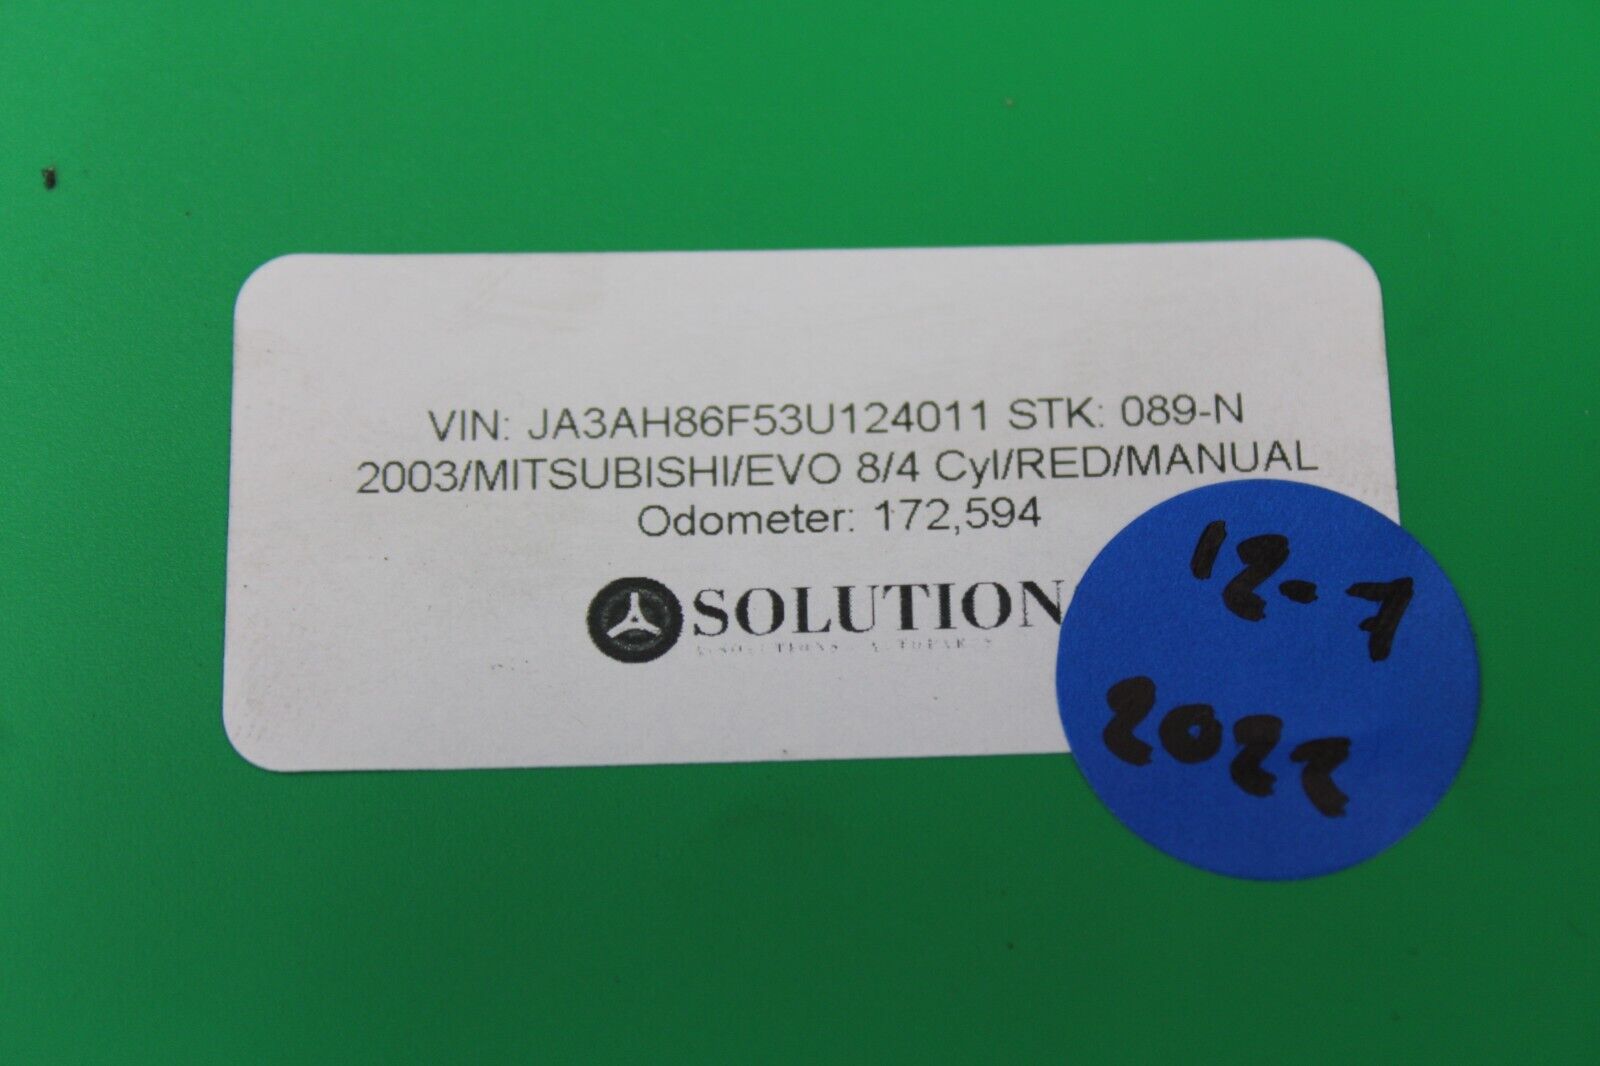 VIN: JA3AH86F53U124011 STK: 089-N
2003/MITSUBISHI/EVO 8/4 Cyl/RED/MANUAL
Odometer: 172,594
SOLUTION
12-7
2022